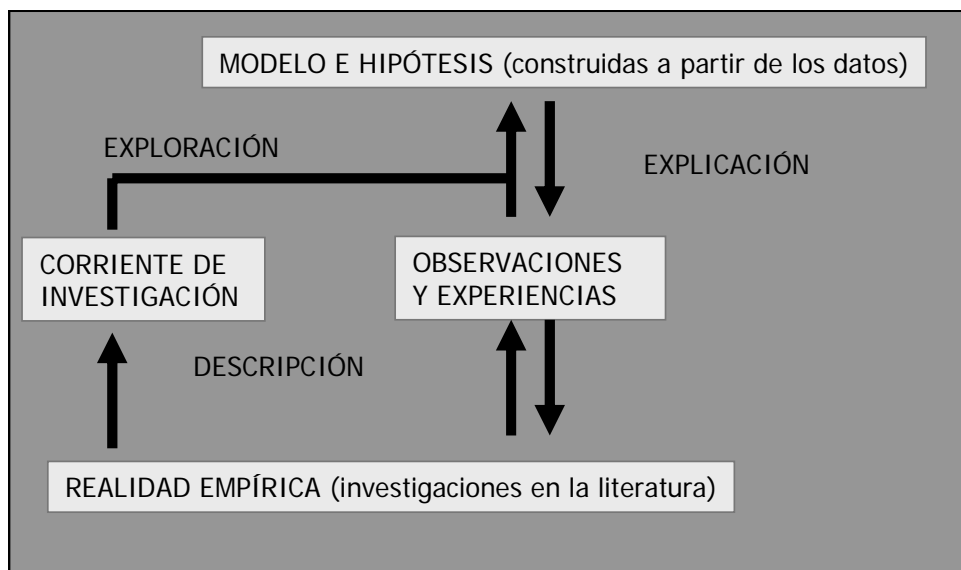 MODELO E HIPÓTESIS (construidas a partir de los datos)
EXPLORACIÓN
EXPLICACIÓN
CORRIENTE DE
INVESTIGACIÓN
OBSERVACIONES
Y EXPERIENCIAS
DESCRIPCIÓN
REALIDAD EMPÍRICA (investigaciones en la literatura)